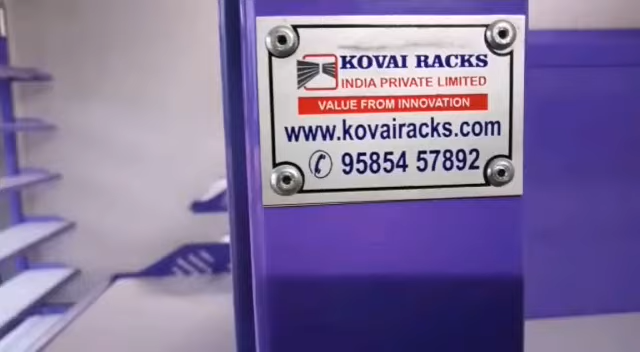 KOVAI RACKS
INDIA PRIVATE LIMITED
VALUE FROM INNOVATION
www.kovairacks.com
95854 57892